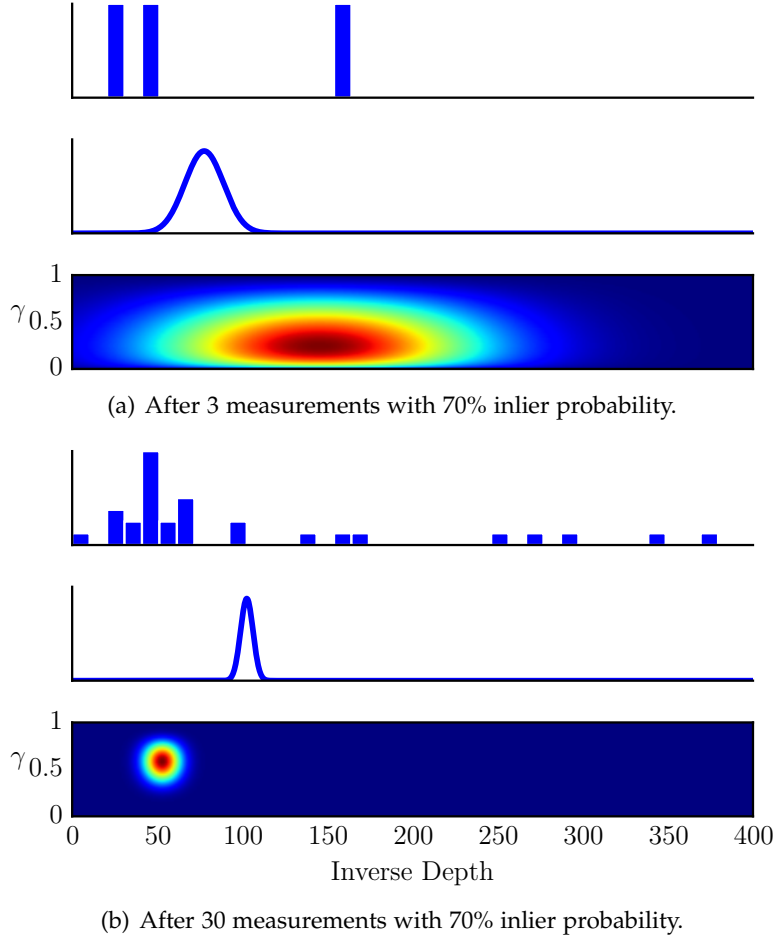 1
γ 0.5
0
(a) After 3 measurements with 70% inlier probability.
1
γ 0.5
0
0 50 100 150 200 250 300 350 400
Inverse Depth
(b) After 30 measurements with 70% inlier probability.